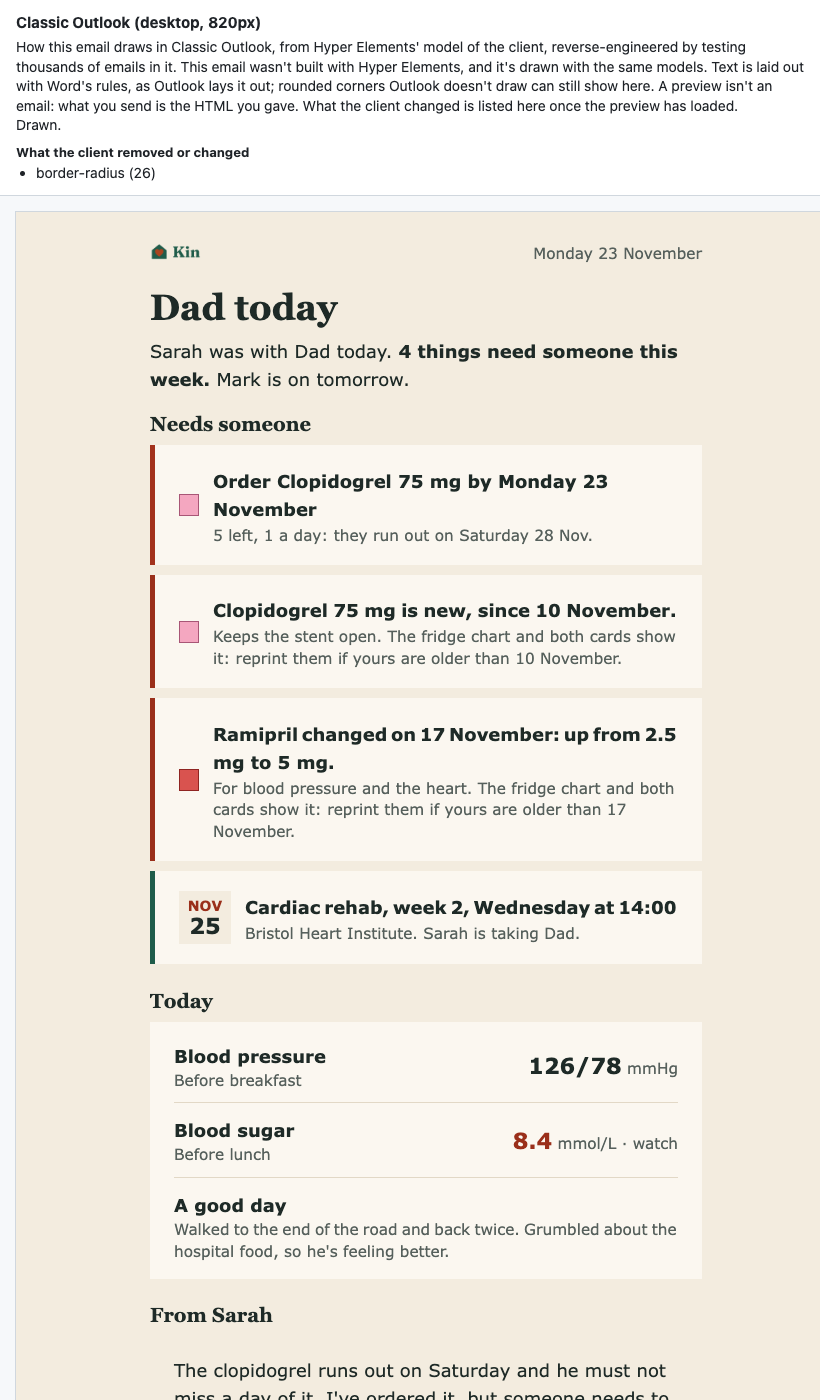 Classic Outlook (desktop, 820px)
How this email draws in Classic Outlook, from Hyper Elements' model of the client, reverse-engineered by testing
thousands of emails in it. This email wasn't built with Hyper Elements, and it's drawn with the same models. Text is laid out
with Word's rules, as Outlook lays it out; rounded corners Outlook doesn't draw can still show here. A preview isn't an
email: what you send is the HTML you gave. What the client changed is listed here once the preview has loaded.
Drawn.
What the client removed or changed
• border-radius (26)
Kin
Monday 23 November
Dad today
Sarah was with Dad today. 4 things need someone this
week. Mark is on tomorrow.
Needs someone
Order Clopidogrel 75 mg by Monday 23
November
5 left, 1 a day: they run out on Saturday 28 Nov.
Clopidogrel 75 mg is new, since 10 November.
Keeps the stent open. The fridge chart and both cards show
it: reprint them if yours are older than 10 November.
Ramipril changed on 17 November: up from 2.5
mg to 5 mg.
For blood pressure and the heart. The fridge chart and both
cards show it: reprint them if yours are older than 17
November.
NOV
25
Cardiac rehab, week 2, Wednesday at 14:00
Bristol Heart Institute. Sarah is taking Dad.
Today
Blood pressure
Before breakfast
126/78 mmHg
Blood sugar
Before lunch
8.4 mmol/L · watch
A good day
Walked to the end of the road and back twice. Grumbled about the
hospital food, so he's feeling better.
From Sarah
The clopidogrel runs out on Saturday and he must not
miss a day of it. I've ordered it, but someone needs to